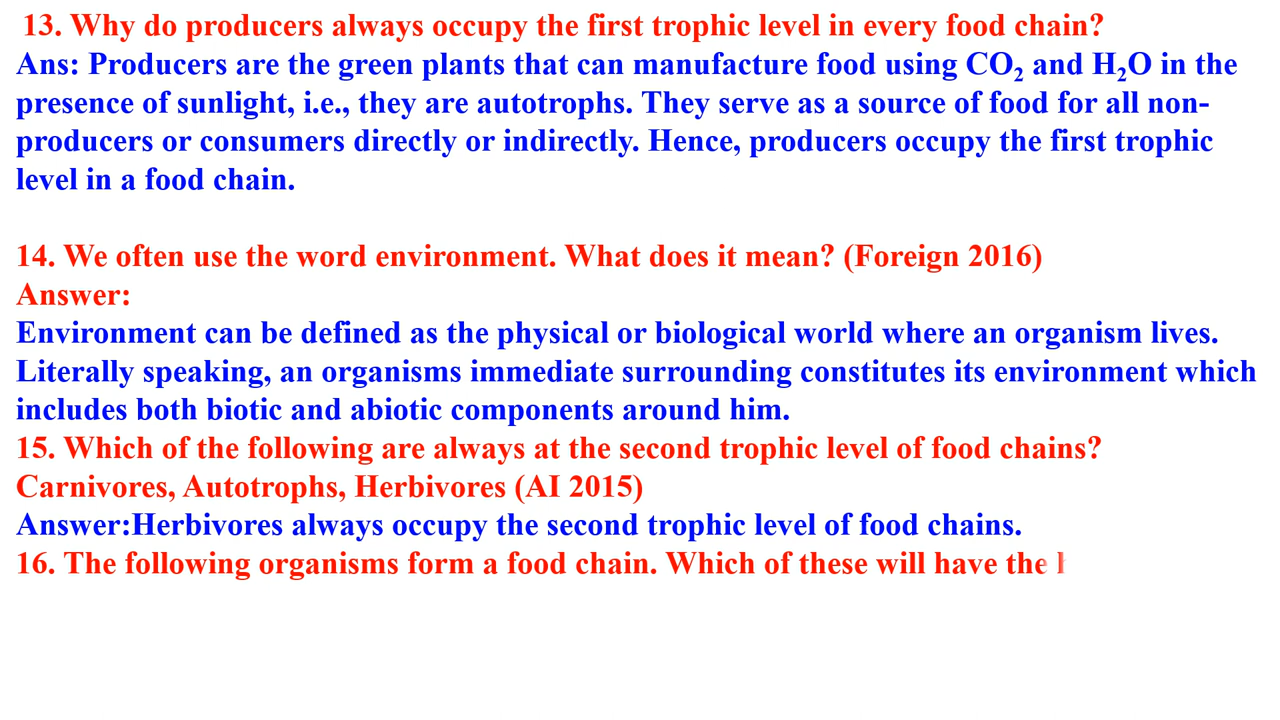 13. Why do producers always occupy the first trophic level in every food chain?
Ans: Producers are the green plants that can manufacture food using CO₂ and H₂O in the
presence of sunlight, i.e., they are autotrophs. They serve as a source of food for all non-
producers or consumers directly or indirectly. Hence, producers occupy the first trophic
level in a food chain.
14. We often use the word environment. What does it mean? (Foreign 2016)
Answer:
Environment can be defined as the physical or biological world where an organism lives.
Literally speaking, an organisms immediate surrounding constitutes its environment which
includes both biotic and abiotic components around him.
15. Which of the following are always at the second trophic level of food chains?
Carnivores, Autotrophs, Herbivores (AI 2015)
Answer:Herbivores always occupy the second trophic level of food chains.
16. The following organisms form a food chain. Which of these will have the